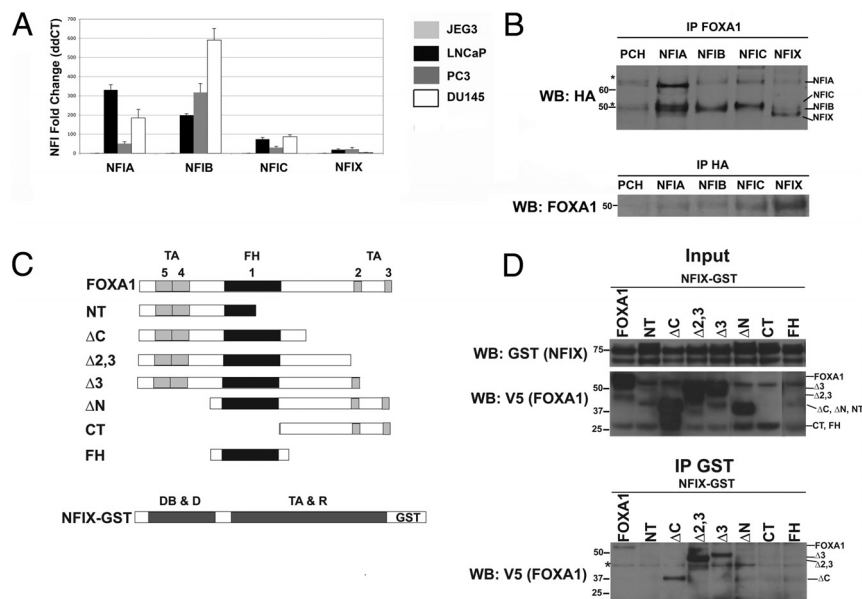 A
NFI Fold Change (ddCT)
700
600
500
400
300
200
100
0
NFIA NFIB NFIC NFIX
JEG3
LNCaP
PC3
DU145
B
IP FOXA1
PCH NFIA NFIB NFIC NFIX
WB: HA
*
60
50
*
NFIA
NFIC
NFIB
NFIX
IP HA
PCH NFIA NFIB NFIC NFIX
WB: FOXA1
50
C
TA FH TA
5 4 1 2 3
FOXA1
NT
ΔC
Δ2,3
Δ3
ΔN
CT
FH
DB & D TA & R
NFIX-GST GST
D
Input
NFIX-GST
FOXA1 NT ΔC Δ2,3 Δ3 ΔN CT FH
WB: GST (NFIX)
75
WB: V5 (FOXA1)
50
37
25
FOXA1
Δ3
Δ2,3
ΔC, ΔN, NT
CT, FH
IP GST
NFIX-GST
FOXA1 NT ΔC Δ2,3 Δ3 ΔN CT FH
WB: V5 (FOXA1)
50
*
37
25
FOXA1
Δ3
Δ2,3
ΔC